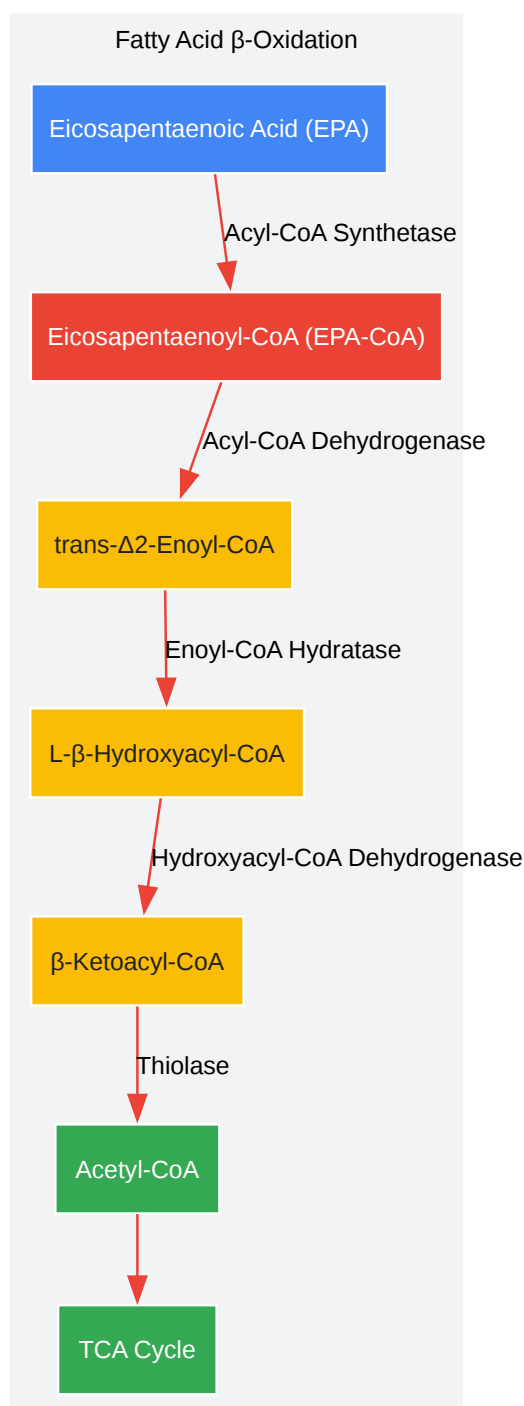 Fatty Acid β-Oxidation
Eicosapentaenoic Acid (EPA)
Acyl-CoA Synthetase
Eicosapentaenoyl-CoA (EPA-CoA)
Acyl-CoA Dehydrogenase
trans-Δ2-Enoyl-CoA
Enoyl-CoA Hydratase
L-β-Hydroxyacyl-CoA
Hydroxyacyl-CoA Dehydrogenase
β-Ketoacyl-CoA
Thiolase
Acetyl-CoA
TCA Cycle